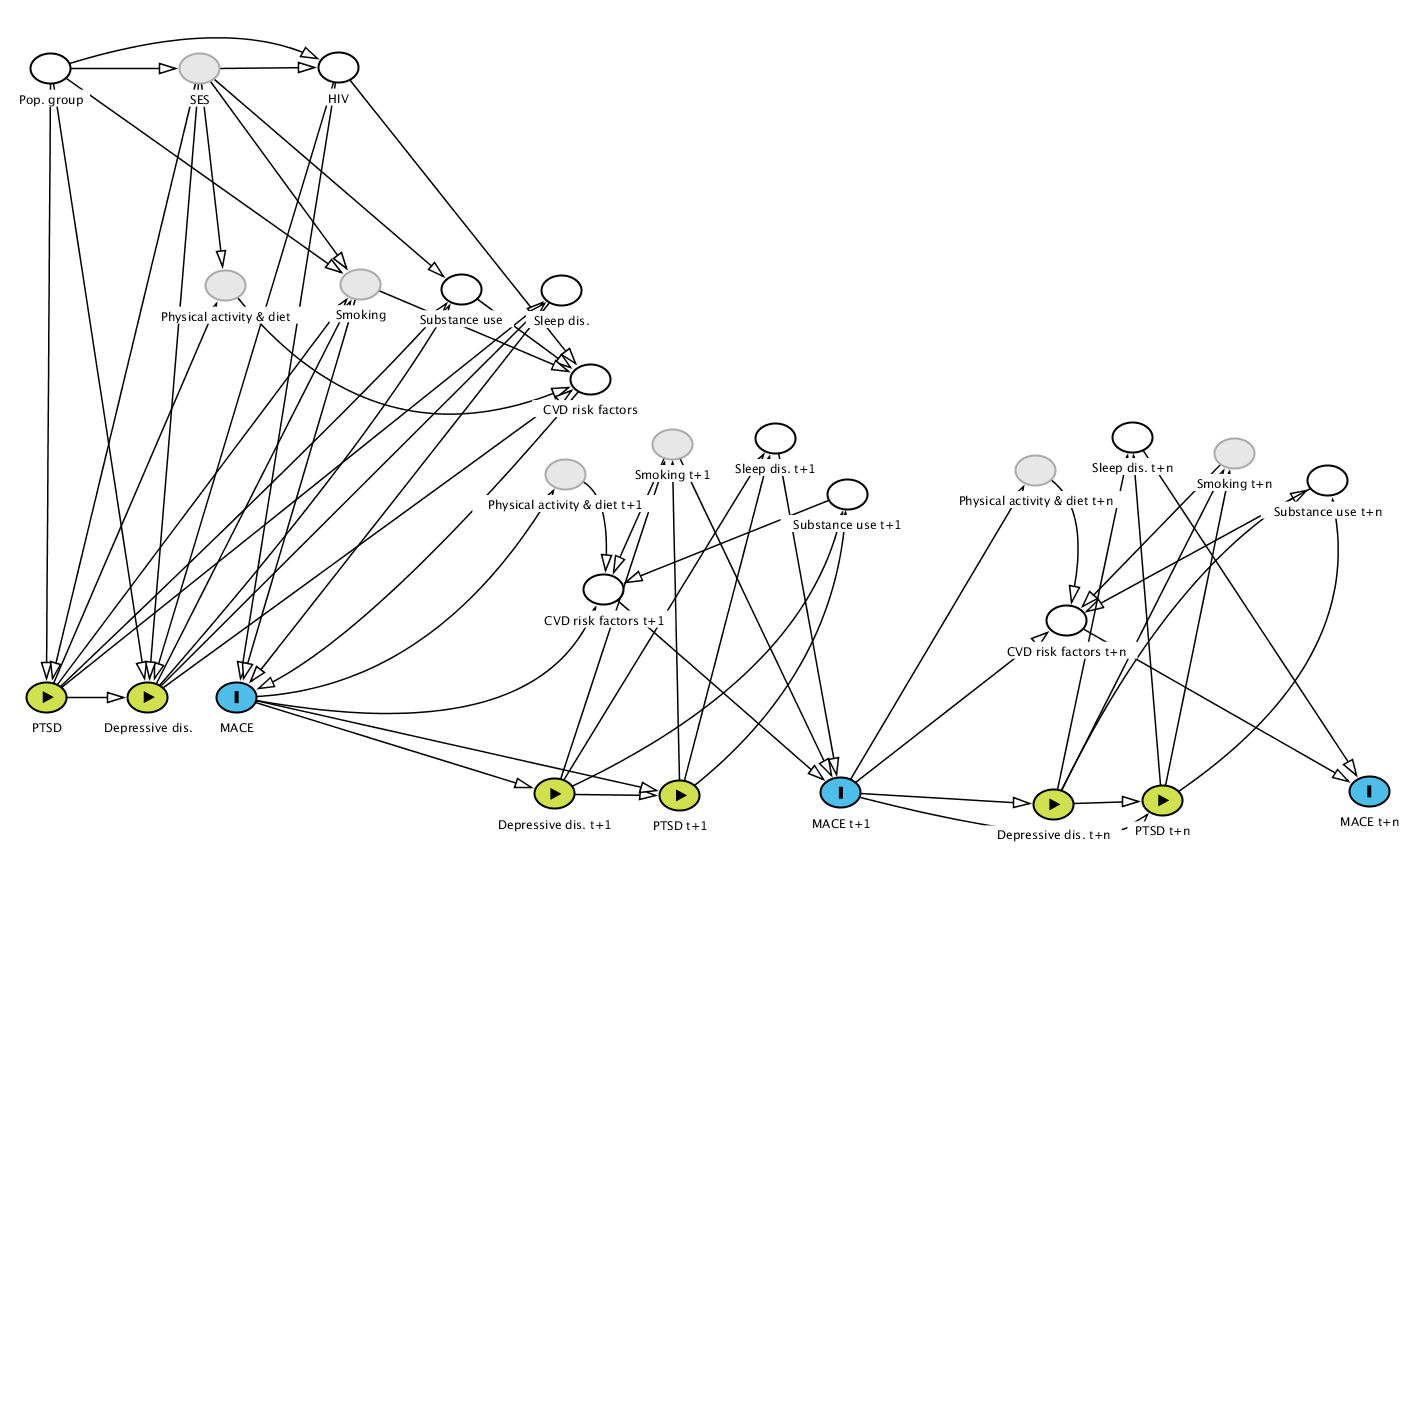 Pop. group
SES
HIV
Physical activity & diet
Smoking
Substance use
Sleep dis.
CVD risk factors
Smoking t+1
Sleep dis. t+1
Physical activity & diet t+1
Substance use t+1
Physical activity & diet t+n
Sleep dis. t+n
Smoking t+n
Substance use t+n
CVD risk factors t+1
CVD risk factors t+n
PTSD
Depressive dis.
MACE
Depressive dis. t+1
PTSD t+1
MACE t+1
Depressive dis. t+n
PTSD t+n
MACE t+n